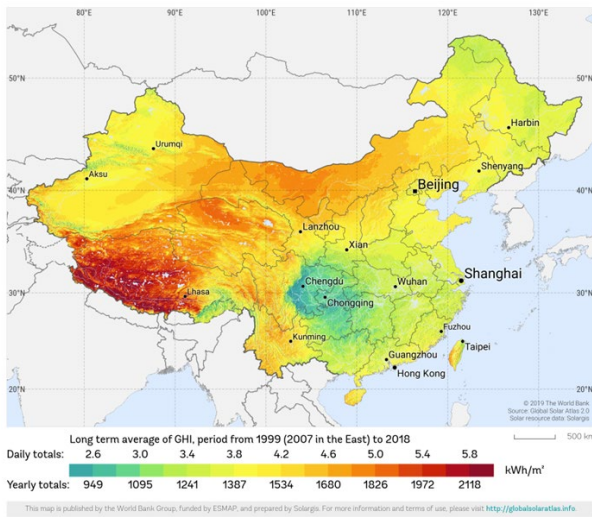 80°E 90°E 100°E 110°E 120°E 130°E
50°N 50°N
Harbin
Urumqi
Shenyang
Aksu
Beijing
40°N 40°N
Lanzhou
Xian
Shanghai
Chengdu
Wuhan
Lhasa
30°N 30°N
Chongqing
Fuzhou
Kunming
Taipei
Guangzhou
Hong Kong
20°N 20°N
© 2019 The World Bank
Source: Global Solar Atlas 2.0
Solar resource data: Solargis
Long term average of GHI, period from 1999 (2007 in the East) to 2018
500 km
Daily totals: 2.6 3.0 3.4 3.8 4.2 4.6 5.0 5.4 5.8
kWh/m²
Yearly totals: 949 1095 1241 1387 1534 1680 1826 1972 2118
This map is published by the World Bank Group, funded by ESMAP, and prepared by Solargis. For more information and terms of use, please visit http://globalsolaratlas.info.